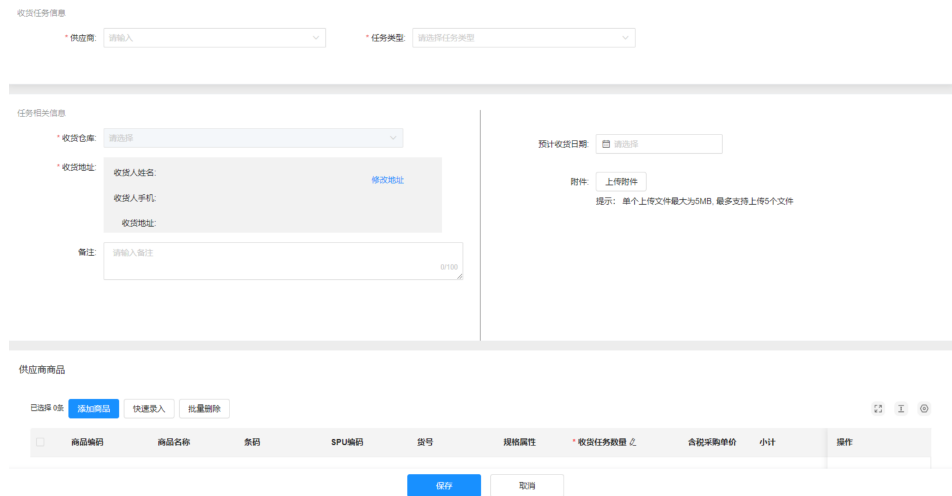 收货任务信息
* 供应商: 请输入 * 任务类型: 请选择任务类型
任务相关信息
* 收货仓库: 请选择
预计收货日期: 请选择
* 收货地址: 收货人姓名: 修改地址
收货人手机:
收货地址:
附件: 上传附件
提示： 单个上传文件最大为5MB, 最多支持上传5个文件
备注: 请输入备注
0/100
供应商商品
已选择 0条 添加商品 快速录入 批量删除
商品编码 商品名称 条码 SPU编码 货号 规格属性 * 收货任务数量 含税采购单价 小计 操作
保存 取消